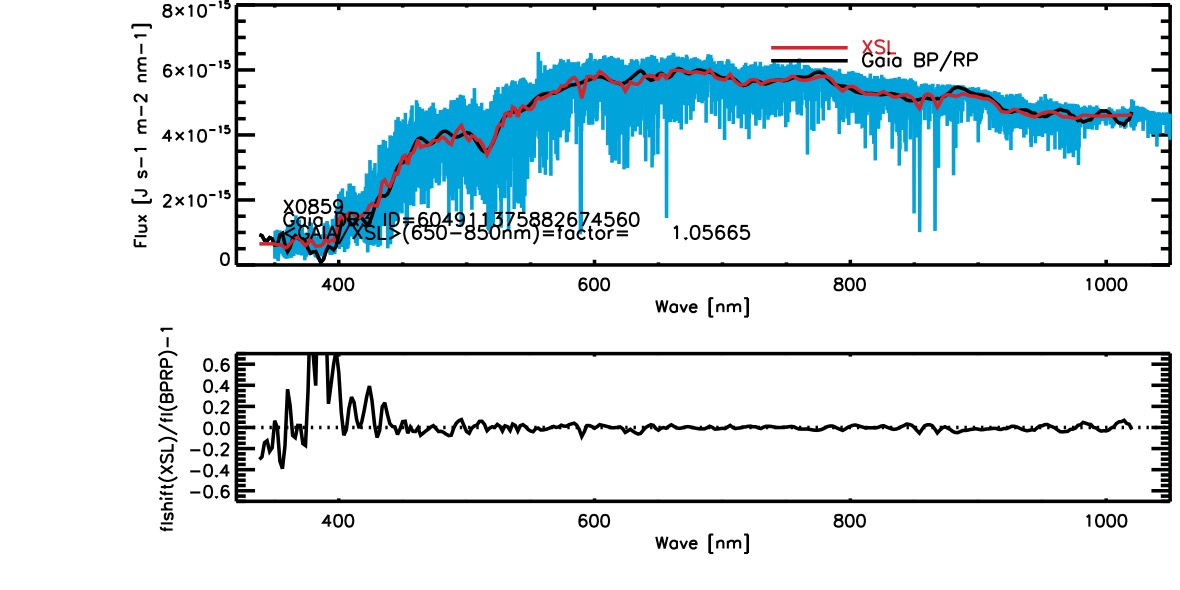 8×10⁻¹⁵
6×10⁻¹⁵
4×10⁻¹⁵
2×10⁻¹⁵
0
Flux [J s-1 m-2 nm-1]
XSL
Gaia BP/RP
X0859
Gaia DR3 ID=6049113758826745​60
<GAIA/XSL>(650-850nm)=factor= 1.05665
400 600 800 1000
Wave [nm]
flshift(XSL)/fl(BPRP)-1
0.6
0.4
0.2
0.0
-0.2
-0.4
-0.6
400 600 800 1000
Wave [nm]